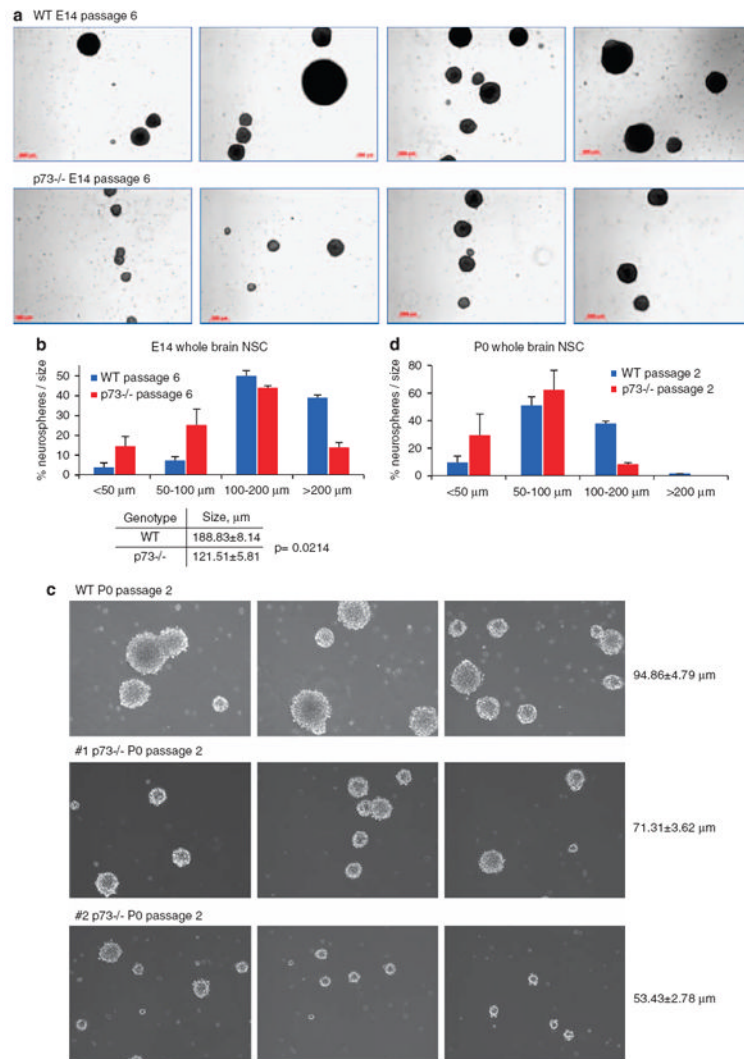 a
WT E14 passage 6
p73-/- E14 passage 6
b
E14 whole brain NSC
% neurospheres / size
50
40
30
20
10
0
WT passage 6
p73-/- passage 6
<50 μm
50-100 μm
100-200 μm
>200 μm
Genotype Size, μm
WT 188.83±8.14
p73-/- 121.51±5.81
p= 0.0214
d
P0 whole brain NSC
% neurospheres / size
80
60
40
20
0
WT passage 2
p73-/- passage 2
<50 μm
50-100 μm
100-200 μm
>200 μm
c
WT P0 passage 2
94.86±4.79 μm
#1 p73-/- P0 passage 2
71.31±3.62 μm
#2 p73-/- P0 passage 2
53.43±2.78 μm